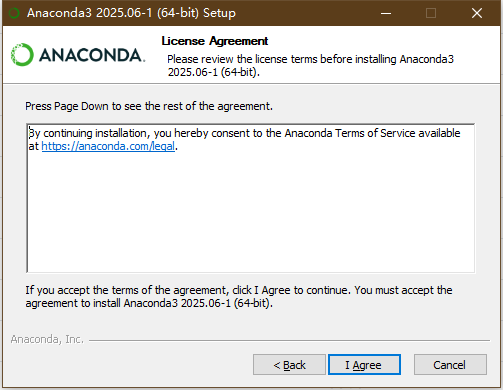 Anaconda3 2025.06-1 (64-bit) Setup
ANACONDA.
License Agreement
Please review the license terms before installing Anaconda3
2025.06-1 (64-bit).
Press Page Down to see the rest of the agreement.
By continuing installation, you hereby consent to the Anaconda Terms of Service available
at https://anaconda.com/legal.
If you accept the terms of the agreement, click I Agree to continue. You must accept the
agreement to install Anaconda3 2025.06-1 (64-bit).
Anaconda, Inc.
< Back
I Agree
Cancel